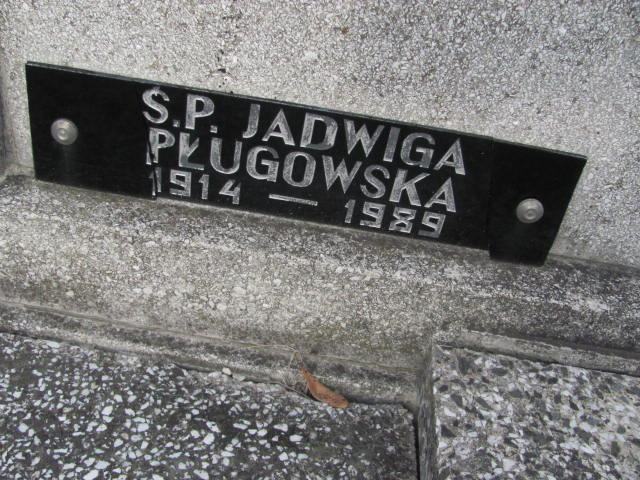 Ś.P. JADWIGA
PŁUGOWSKA
1914 — 1989